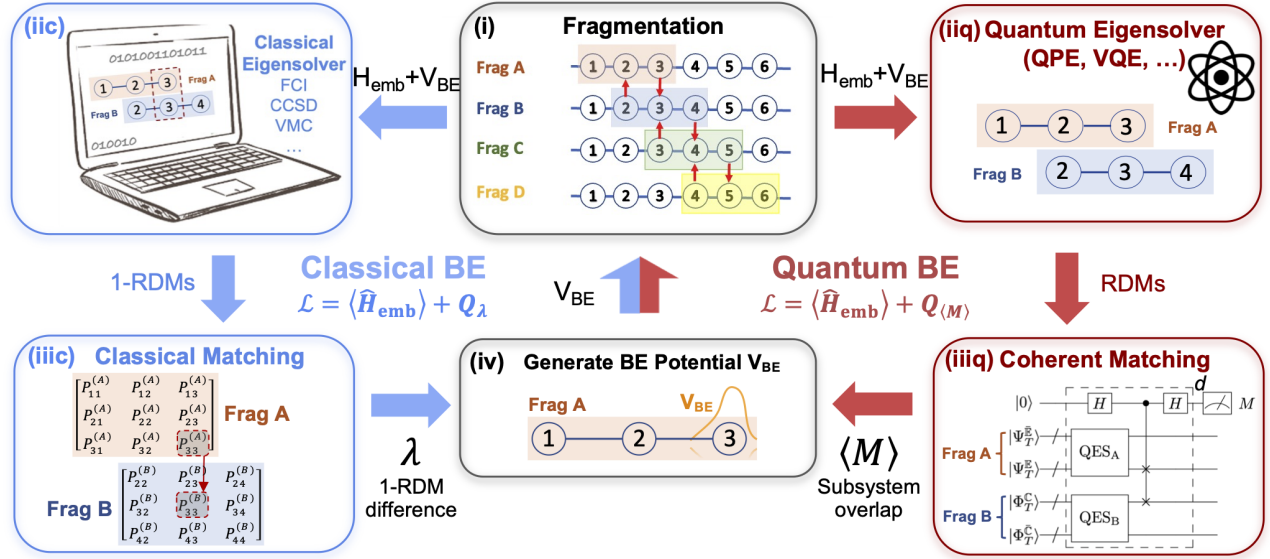 (iic)
0101001101011
Classical
Eigensolver
FCI
CCSD
VMC
...
1 2 3 Frag A
Frag B 2 3 4
010010
H_emb+V_BE
(i) Fragmentation
Frag A 1 2 3 4 5 6
Frag B 1 2 3 4 5 6
Frag C 1 2 3 4 5 6
Frag D 1 2 3 4 5 6
H_emb+V_BE
(iiq) Quantum Eigensolver
(QPE, VQE, ...)
1 2 3 Frag A
Frag B 2 3 4
1-RDMs
Classical BE
ℒ = ⟨Ĥ_emb⟩ + Q_λ
V_BE
Quantum BE
ℒ = ⟨Ĥ_emb⟩ + Q_⟨M⟩
RDMs
(iiic) Classical Matching
P_11^(A) P_12^(A) P_13^(A)
P_21^(A) P_22^(A) P_23^(A)
P_31^(A) P_32^(A) P_33^(A)
Frag A
Frag B
P_22^(B) P_23^(B) P_24^(B)
P_32^(B) P_33^(B) P_34^(B)
P_42^(B) P_43^(B) P_44^(B)
λ
1-RDM
difference
(iv) Generate BE Potential V_BE
Frag A V_BE
1 2 3
⟨M⟩
Subsystem
overlap
(iiiq) Coherent Matching
d
|0⟩ H H M
Frag A
|Ψ_T^Ẽ⟩
|Ψ_T^E⟩
QES_A
Frag B
|Φ_T^C⟩
|Φ_T^C̃⟩
QES_B